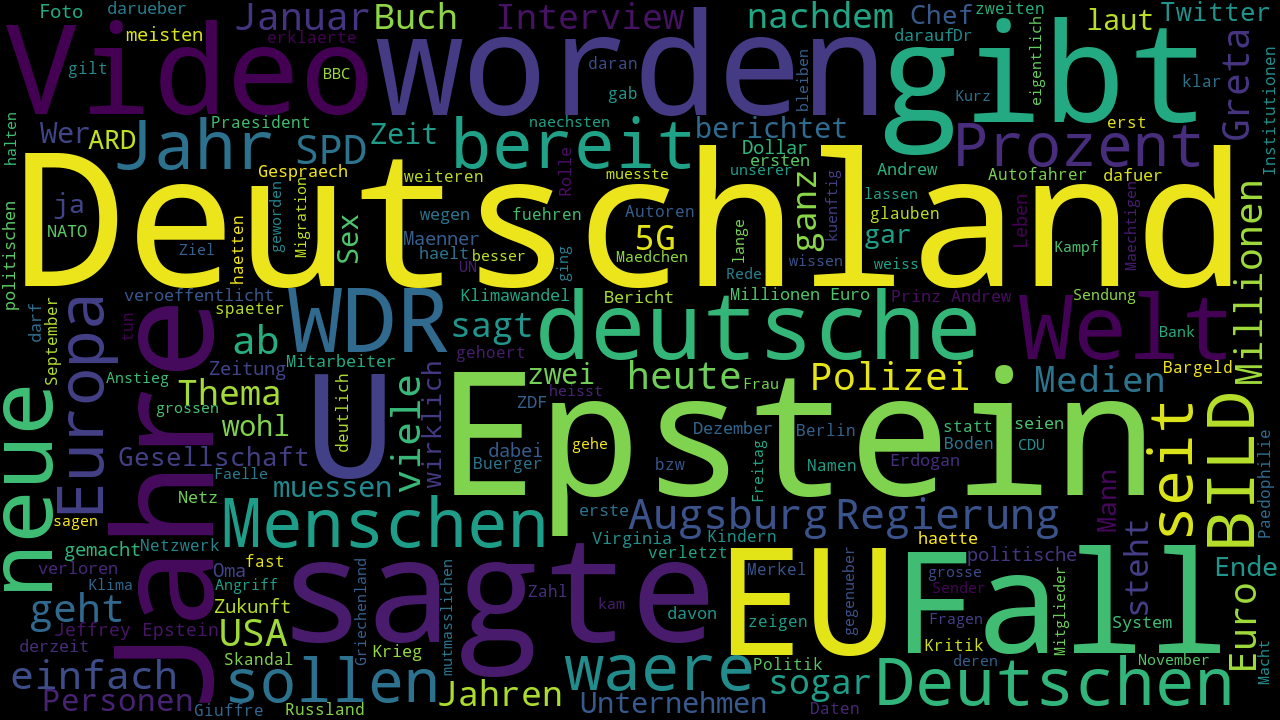 Foto
darueber
Januar
Buch
Interview
nachdem
Chef
zweiten
laut
Twitter
meisten
erklaerte
Video
worden
gibt
daraufDr
eigentlich
Greta
gilt
BBC
daran
gab
bleiben
Kurz
klar
Institutionen
halten
Wer
ARD
Jahr
Praesident
SPD
Zeit
bereit
naechsten
berichtet
Dollar
ersten
Prozent
erst
Gespraech
weiteren
Rolle
muesste
unserer
Andrew
Autofahrer
dafuer
Deutschland
ja
NATO
politischen
Ziel
haetten
geworden
Migration
Sex
wegen
Maenner
haelt
fuehren
besser
UN
ging
Autoren
5G
Maedchen
lange
Rede
ganz
wissen
kuenftig
lassen
glauben
gar
weiss
Leben
Kampf
Maechtigen
Millionen
veroeffentlicht
spaeter
WDR
Klimawandel
sagt
Bericht
Millionen Euro
Prinz Andrew
Sendung
deutsche
Welt
Bank
darf
September
Europa
tun
Jahre
ab
Mitarbeiter
gehoert
Zeitung
Anstieg
Thema
grossen
wohl
U
deutlich
viele
wirklich
zwei
heisst
heute
Frau
Polizei
Medien
Bargeld
neue
ZDF
Epstein
gehe
dabei
Buerger
Dezember
Berlin
statt
seien
Boden
CDU
Gesellschaft
Faelle
bzw
Freitag
Namen
Erdogan
Mann
seit
BILD
Paedophilie
muessen
Netz
sagen
Menschen
erste
Augsburg
Regierung
gemacht
Netzwerk
Virginia
Kindern
haette
steht
verloren
fast
verletzt
politische
Klima
Oma
Angriff
sagte
EU
Fall
Merkel
gegenueber
grosse
Sender
Ende
geht
Zukunft
Griechenland
mutmasslichen
Zahl
kam
davon
zeigen
Fragen
Mitglieder
System
Euro
Jeffrey Epstein
USA
Kritik
derzeit
Skandal
Krieg
deren
November
Macht
einfach
sollen
waere
Politik
sogar
Deutschen
Personen
Giuffre
Russland
Jahren
Unternehmen
Daten